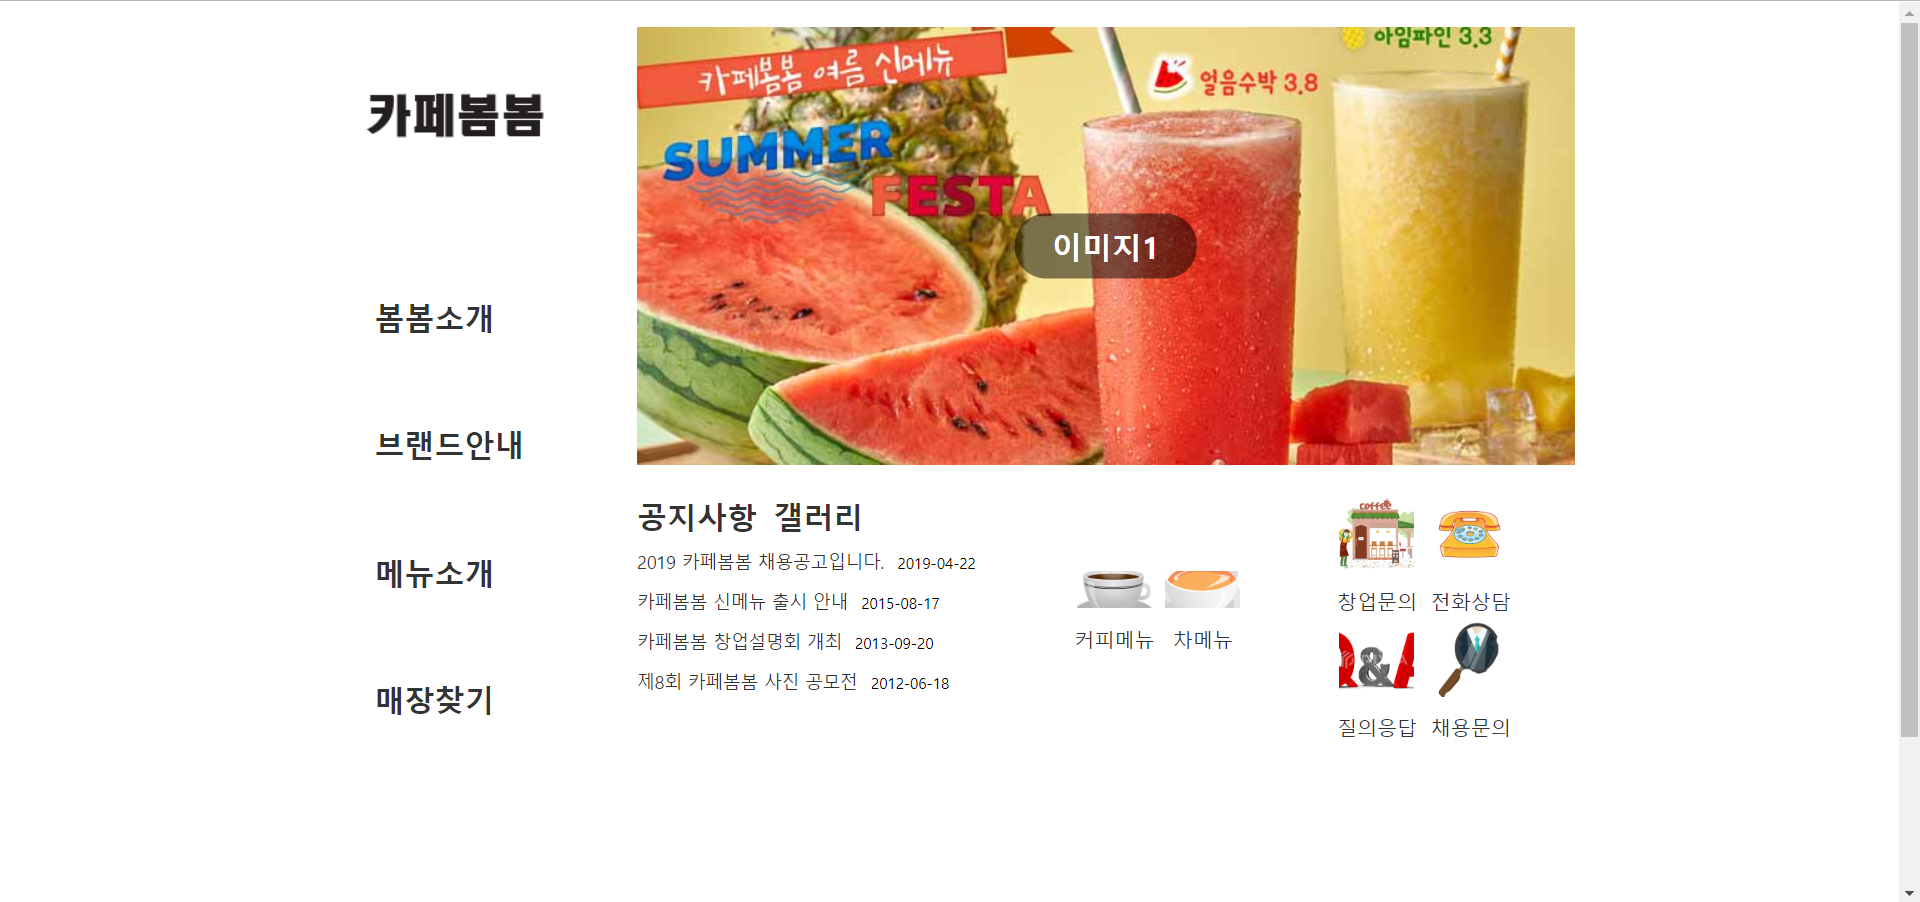 카페봄봄
봄봄소개
브랜드안내
메뉴소개
매장찾기
카페봄봄 여름 신메뉴
SUMMER
FESTA
얼음수박 3.8
아임파인 3.3
이미지1
공지사항 갤러리
2019 카페봄봄 채용공고입니다. 2019-04-22
카페봄봄 신메뉴 출시 안내 2015-08-17
카페봄봄 창업설명회 개최 2013-09-20
제8회 카페봄봄 사진 공모전 2012-06-18
커피메뉴 차메뉴
coffee
창업문의 전화상담
Q&A
질의응답 채용문의